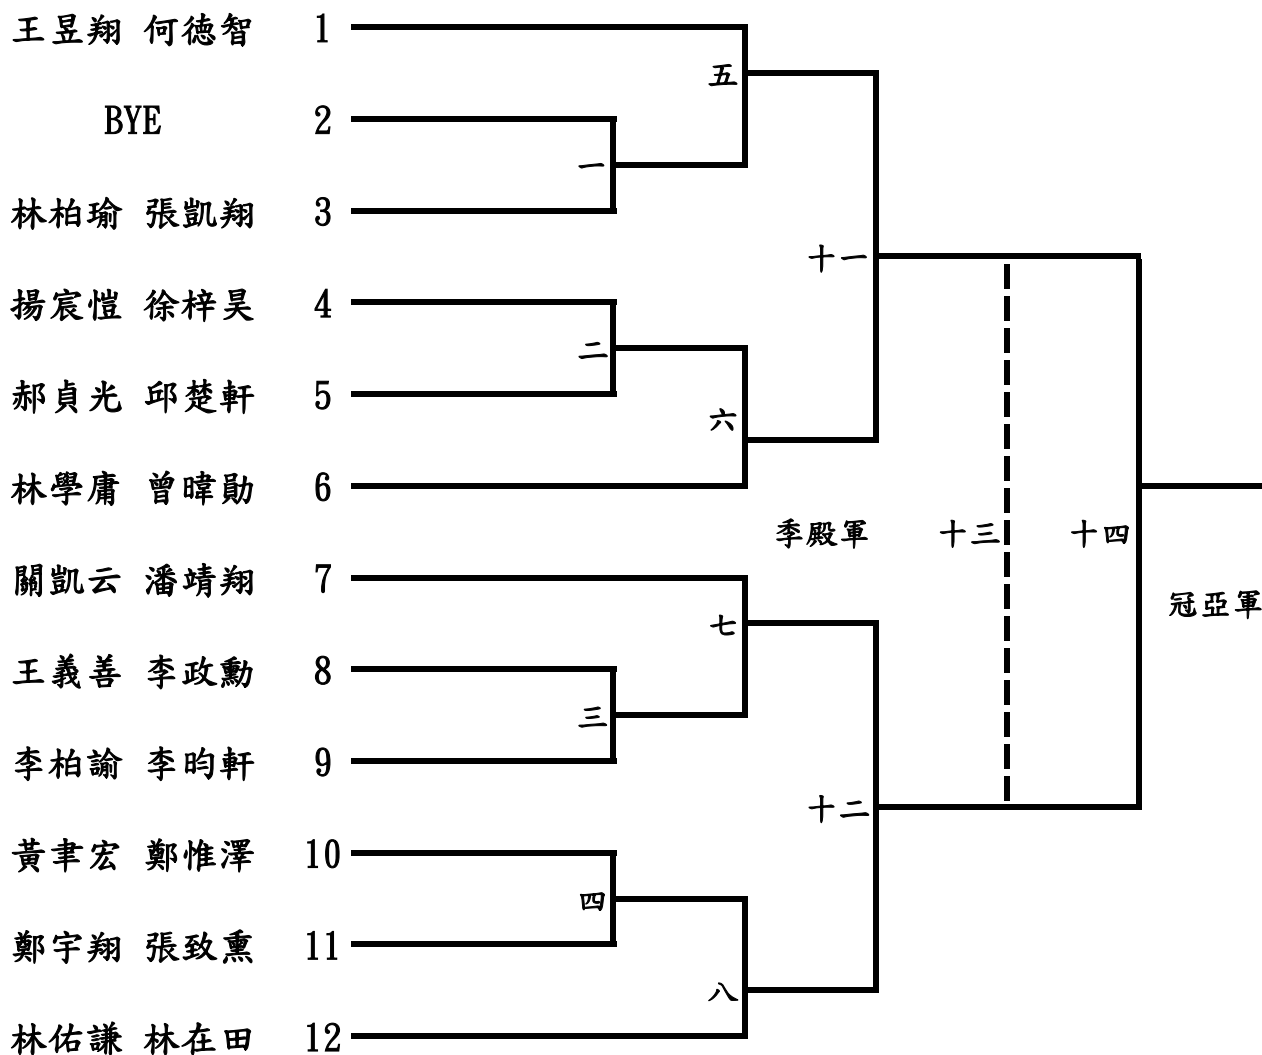 王昱翔 何德智 1
五
BYE 2
一
林柏瑜 張凱翔 3
十一
揚宸愷 徐梓昊 4
二
郝貞光 邱楚軒 5
六
林學庸 曾暐勛 6
季殿軍 十三 十四
關凱云 潘靖翔 7
冠亞軍
七
王義善 李政勳 8
三
李柏諭 李昀軒 9
十二
黃聿宏 鄭惟澤 10
四
鄭宇翔 張致熏 11
八
林佑謙 林在田 12